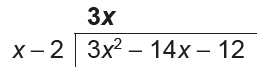 3x
x – 2 3x² – 14x – 12